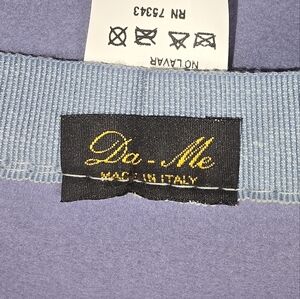 RN 75343
NO LAVAR
Da-Me
MADE IN ITALY